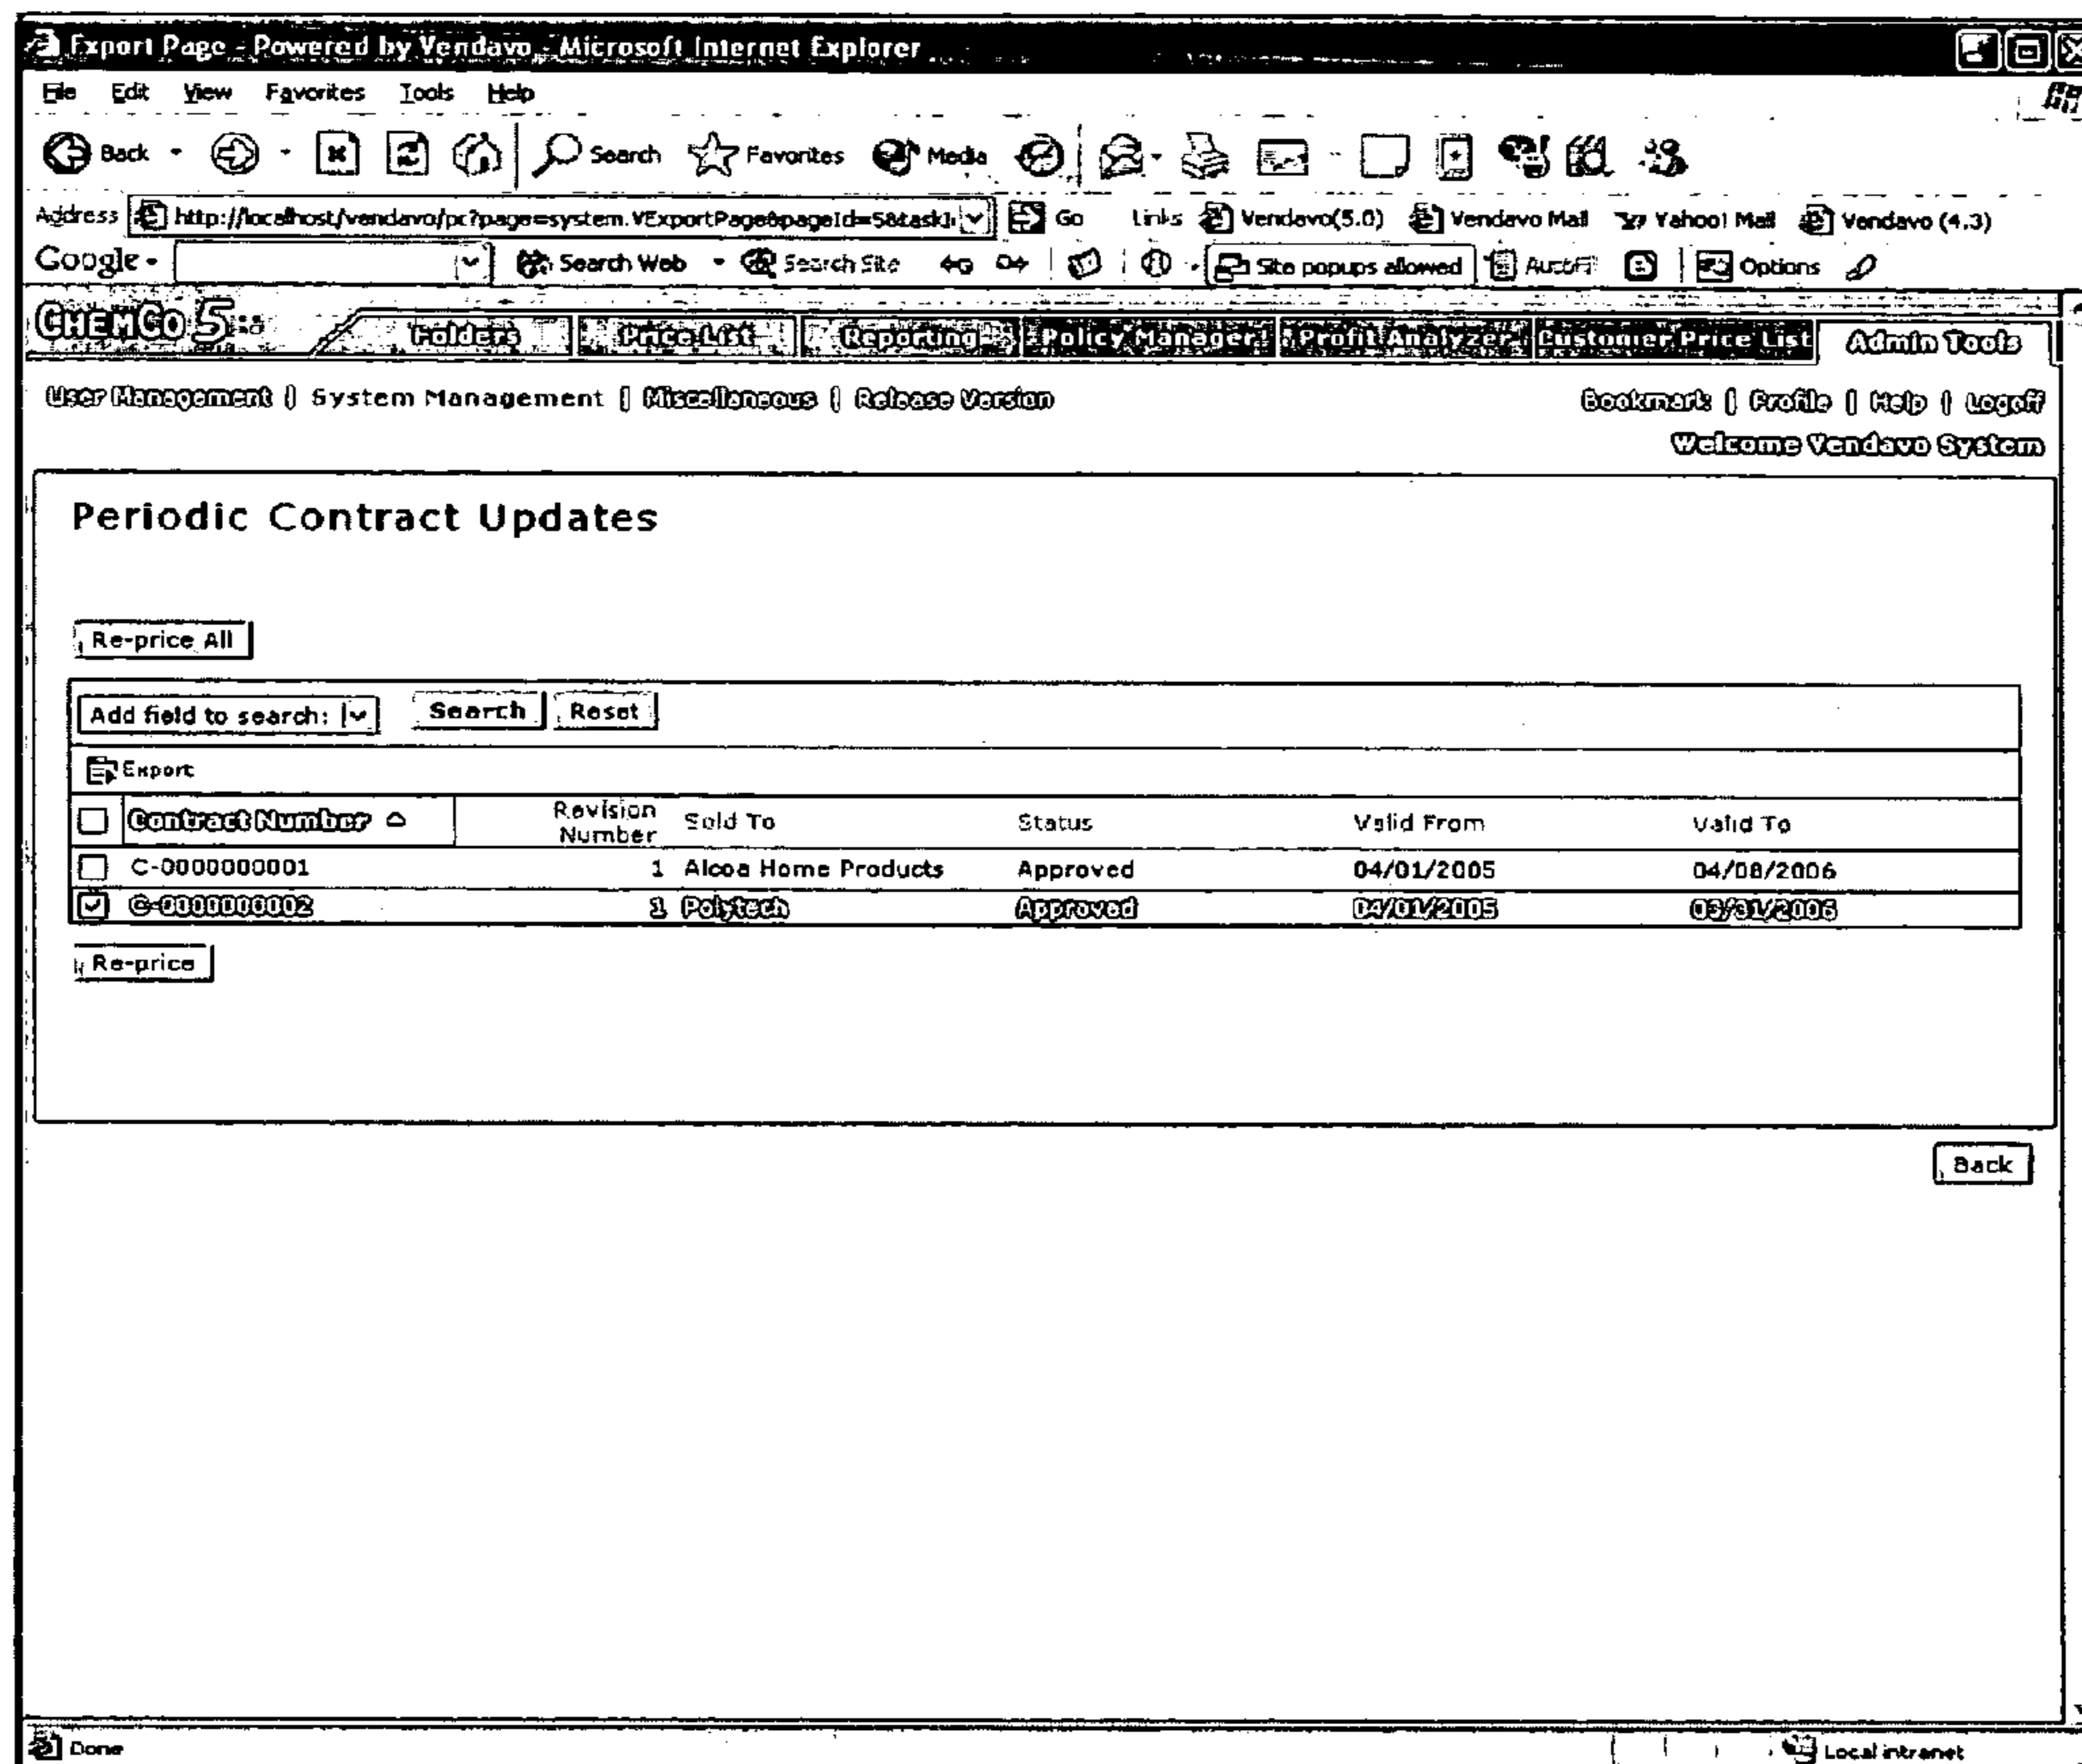 Export Page - Powered by Vendavo - Microsoft Internet Explorer
File Edit View Favorites Tools Help
Back Search Favorites Media
Address http://localhost/vendavo/pc?page=system.VExportPage&pageId=58&taskI Go Links Vendavo(5.0) Vendavo Mail Yahoo! Mail Vendavo (4.3)
Google Search Web Search Site Site popups allowed AutoFill Options
CHEMCO 5 Folders Price List Reporting Policy Manager Profit Analyzer Customer Price List Admin Tools
User Management | System Management | Miscellaneous | Release Version Bookmark | Profile | Help | Logoff
Welcome Vendavo System
Periodic Contract Updates
Re-price All
Add field to search: Search Reset
Export
Contract Number Revision Number Sold To Status Valid From Valid To
C-0000000001 1 Alcoa Home Products Approved 04/01/2005 04/08/2006
C-0000000002 1 Polytech Approved 04/01/2005 03/31/2006
Re-price
Back
Done Local intranet